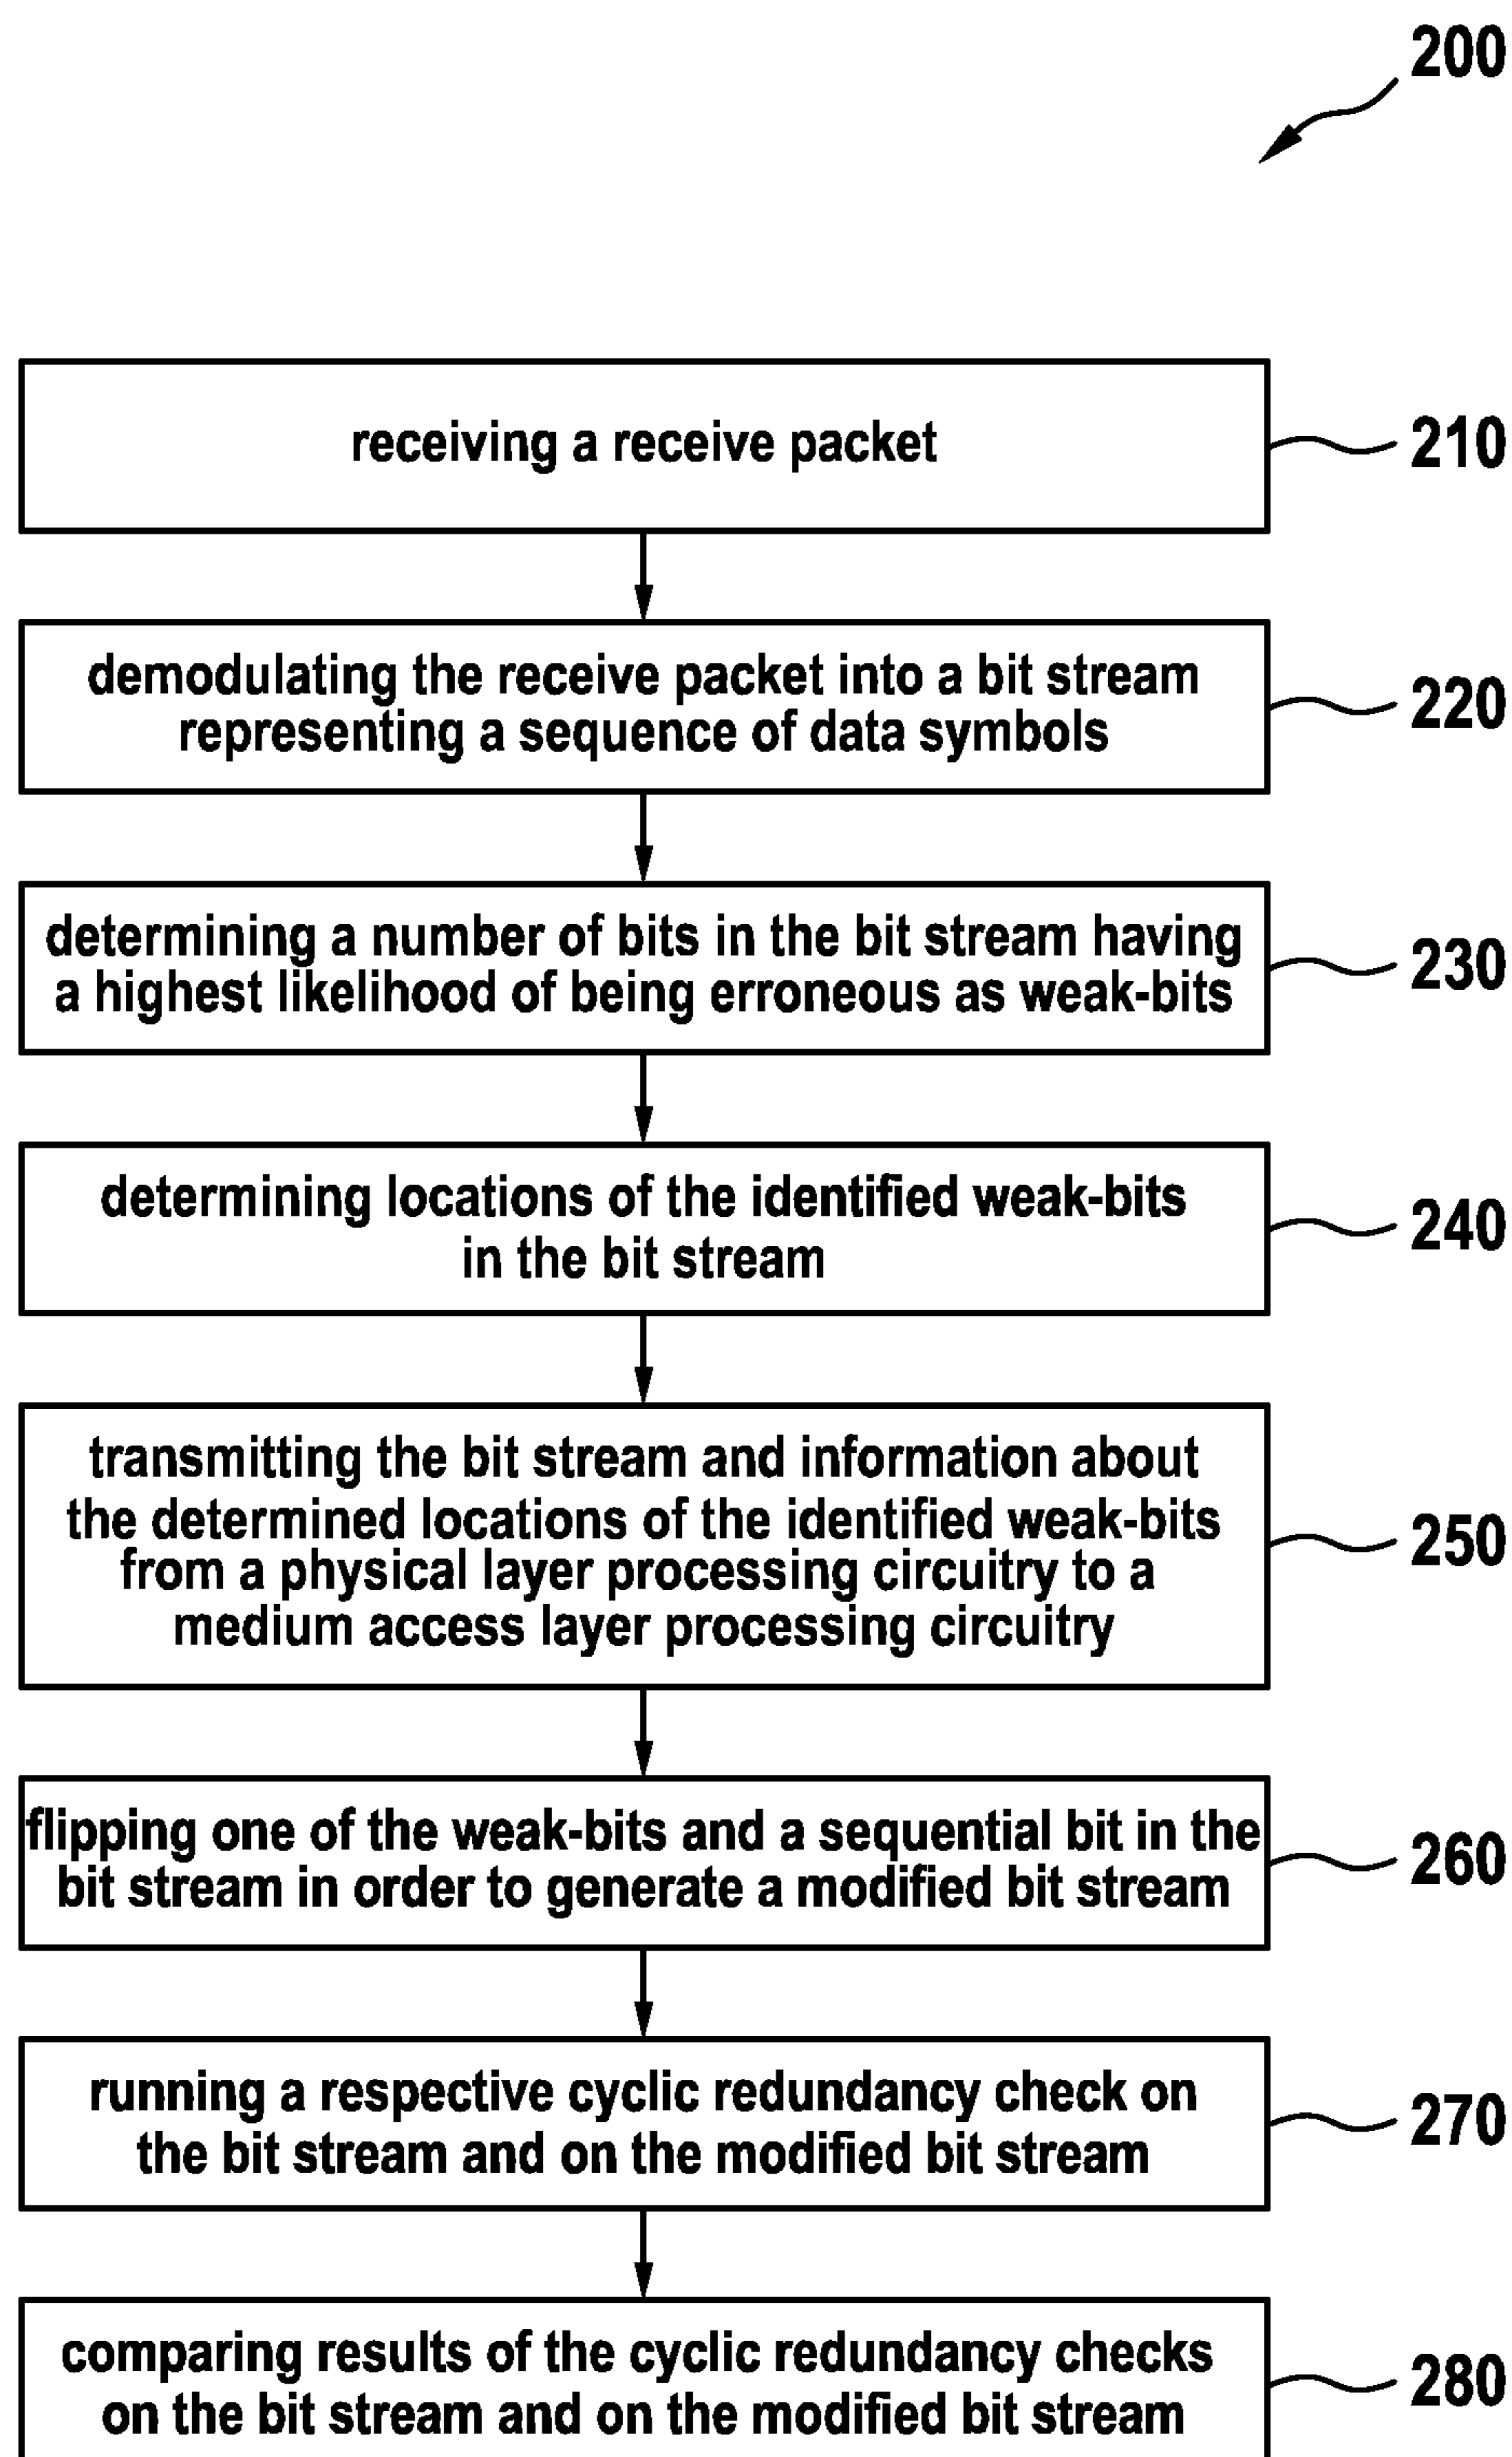 200
receiving a receive packet
210
demodulating the receive packet into a bit stream
representing a sequence of data symbols
220
determining a number of bits in the bit stream having
a highest likelihood of being erroneous as weak-bits
230
determining locations of the identified weak-bits
in the bit stream
240
transmitting the bit stream and information about
the determined locations of the identified weak-bits
from a physical layer processing circuitry to a
medium access layer processing circuitry
250
flipping one of the weak-bits and a sequential bit in the
bit stream in order to generate a modified bit stream
260
running a respective cyclic redundancy check on
the bit stream and on the modified bit stream
270
comparing results of the cyclic redundancy checks
on the bit stream and on the modified bit stream
280